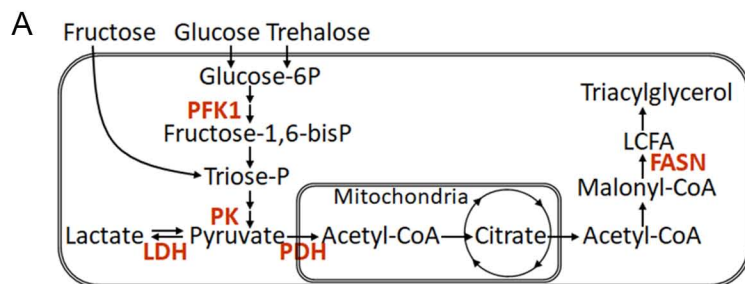 A
Fructose Glucose Trehalose
Glucose-6P
PFK1
Fructose-1,6-bisP
Triose-P
PK
Lactate Pyruvate
LDH PDH
Mitochondria
Acetyl-CoA Citrate Acetyl-CoA
Triacylglycerol
LCFA
FASN
Malonyl-CoA